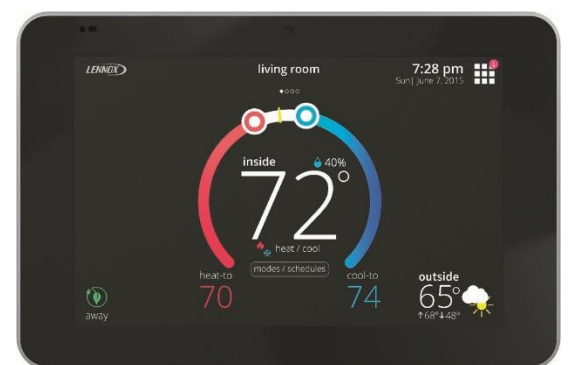 LENNOX
living room
7:28 pm
Sun| June 7, 2015
inside
40%
72°
heat / cool
modes / schedules
heat-to
70
cool-to
74
outside
65°
↑68°↓48°
away